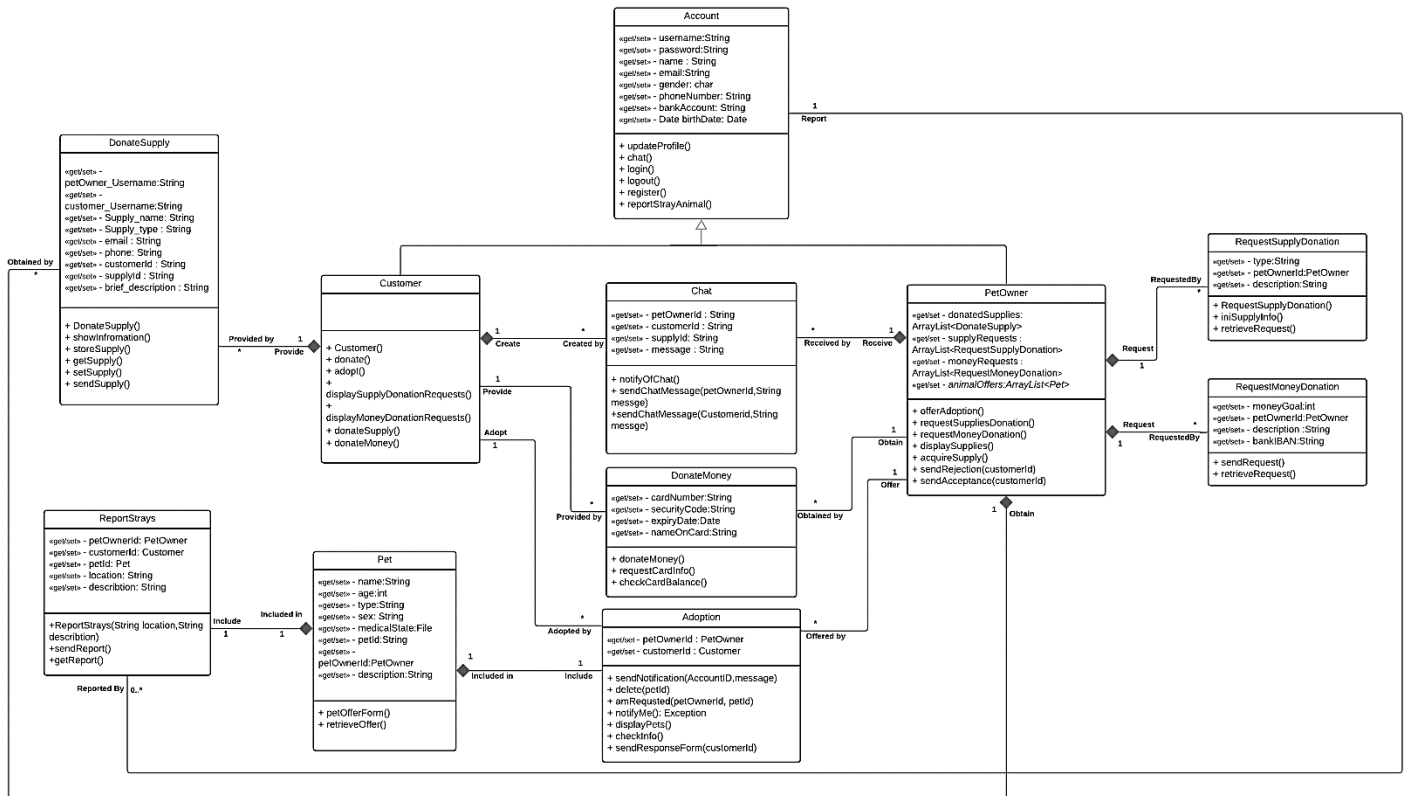 Account
«get/set» - username:String
«get/set» - password:String
«get/set» - name : String
«get/set» - email:String
«get/set» - gender: char
«get/set» - phoneNumber: String
«get/set» - bankAccount: String
«get/set» - Date birthDate: Date
+ updateProfile()
+ chat()
+ login()
+ logout()
+ register()
+ reportStrayAnimal()
1
Report
DonateSupply
«get/set» -
petOwner_Username:String
«get/set» -
customer_Username:String
«get/set» - Supply_name: String
«get/set» - Supply_type : String
«get/set» - email : String
«get/set» - phone: String
«get/set» - customerId : String
«get/set» - supplyId : String
«get/set» - brief_description : String
+ DonateSupply()
+ showInfromation()
+ storeSupply()
+ getSupply()
+ setSupply()
+ sendSupply()
Obtained by
*
Provided by
*
1
Provide
Customer
+ Customer()
+ donate()
+ adopt()
+
displaySupplyDonationRequests()
+
displayMoneyDonationRequests()
+ donateSupply()
+ donateMoney()
1
Create
*
Created by
1
Provide
Adopt
1
Chat
«get/set» - petOwnerId : String
«get/set» - customerId : String
«get/set» - supplyId: String
«get/set» - message : String
+ notifyOfChat()
+ sendChatMessage(petOwnerId,String
messge)
+sendChatMessage(Customerid,String
messge)
*
Received by
1
Receive
PetOwner
«get/set - donatedSupplies:
ArrayList<DonateSupply>
«get/set» - supplyRequests :
ArrayList<RequestSupplyDonation>
«get/set» - moneyRequests :
ArrayList<RequestMoneyDonation>
«get/set - animalOffers:ArrayList<Pet>
+ offerAdoption()
+ requestSuppliesDonation()
+ requestMoneyDonation()
+ displaySupplies()
+ acquireSupply()
+ sendRejection(customerId)
+ sendAcceptance(customerId)
RequestSupplyDonation
«get/set» - type:String
«get/set» - petOwnerId:PetOwner
«get/set» - description:String
+ RequestSupplyDonation()
+ iniSupplyInfo()
+ retrieveRequest()
RequestedBy
*
Request
1
RequestMoneyDonation
«get/set» - moneyGoal:int
«get/set» - petOwnerId:PetOwner
«get/set» - description :String
«get/set» - bankIBAN:String
+ sendRequest()
+ retrieveRequest()
Request
1
*
RequestedBy
DonateMoney
«get/set» - cardNumber:String
«get/set» - securityCode:String
«get/set» - expiryDate:Date
«get/set» - nameOnCard:String
+ donateMoney()
+ requestCardInfo()
+ checkCardBalance()
*
Provided by
*
Obtained by
1
Obtain
1
Offer
1
Obtain
ReportStrays
«get/set» - petOwnerId: PetOwner
«get/set» - customerId : Customer
«get/set» - petId: Pet
«get/set» - location: String
«get/set» - describtion: String
+ReportStrays(String location,String
describtion)
+sendReport()
+getReport()
Include
1
Included in
1
Reported By
0..*
Pet
«get/set» - name:String
«get/set» - age:int
«get/set» - type:String
«get/set» - sex: String
«get/set» - medicalState:File
«get/set» - petId:String
«get/set» -
petOwnerId:PetOwner
«get/set» - description:String
+ petOfferForm()
+ retrieveOffer()
1
Included in
1
Include
*
Adopted by
Adoption
«get/set» - petOwnerId : PetOwner
«get/set» - customerId : Customer
+ sendNotification(AccountID,message)
+ delete(petId)
+ amRequsted(petOwnerId, petId)
+ notifyMe(): Exception
+ displayPets()
+ checkInfo()
+ sendResponseForm(customerId)
*
Offered by